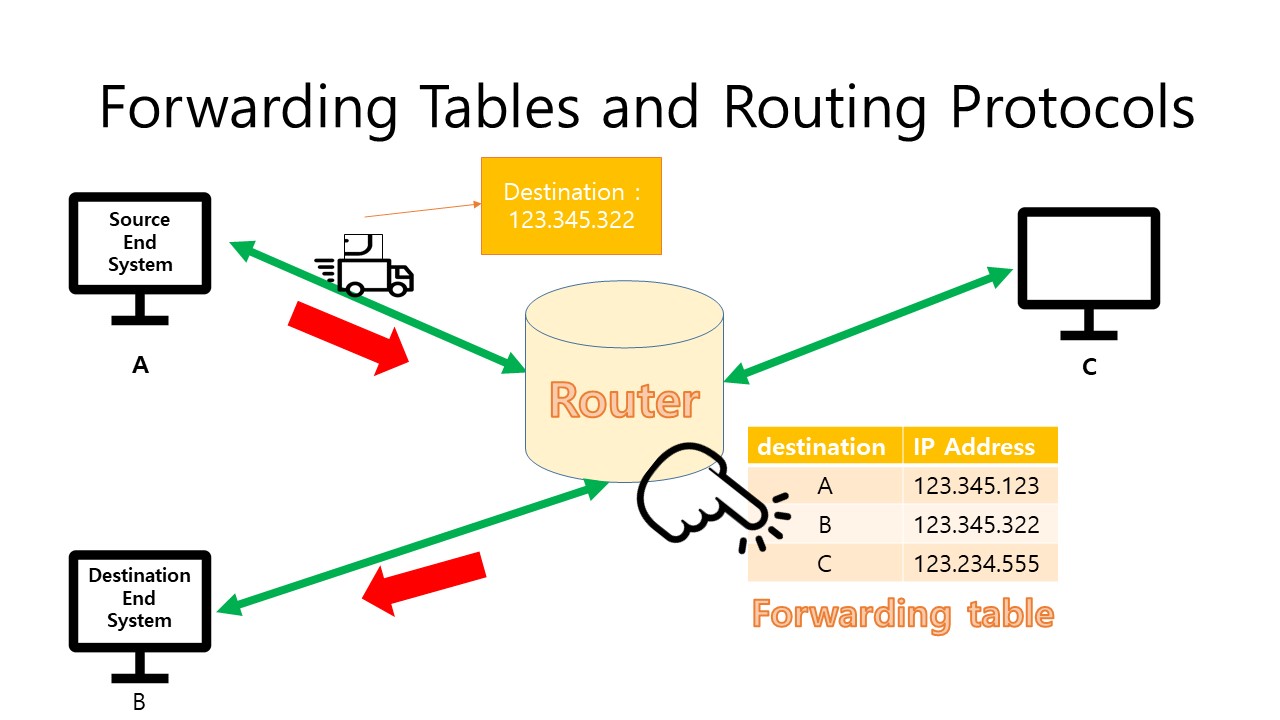 Forwarding Tables and Routing Protocols
Destination :
123.345.322
Source
End
System
A
C
Router
destination IP Address
A 123.345.123
B 123.345.322
C 123.234.555
Forwarding table
Destination
End
System
B